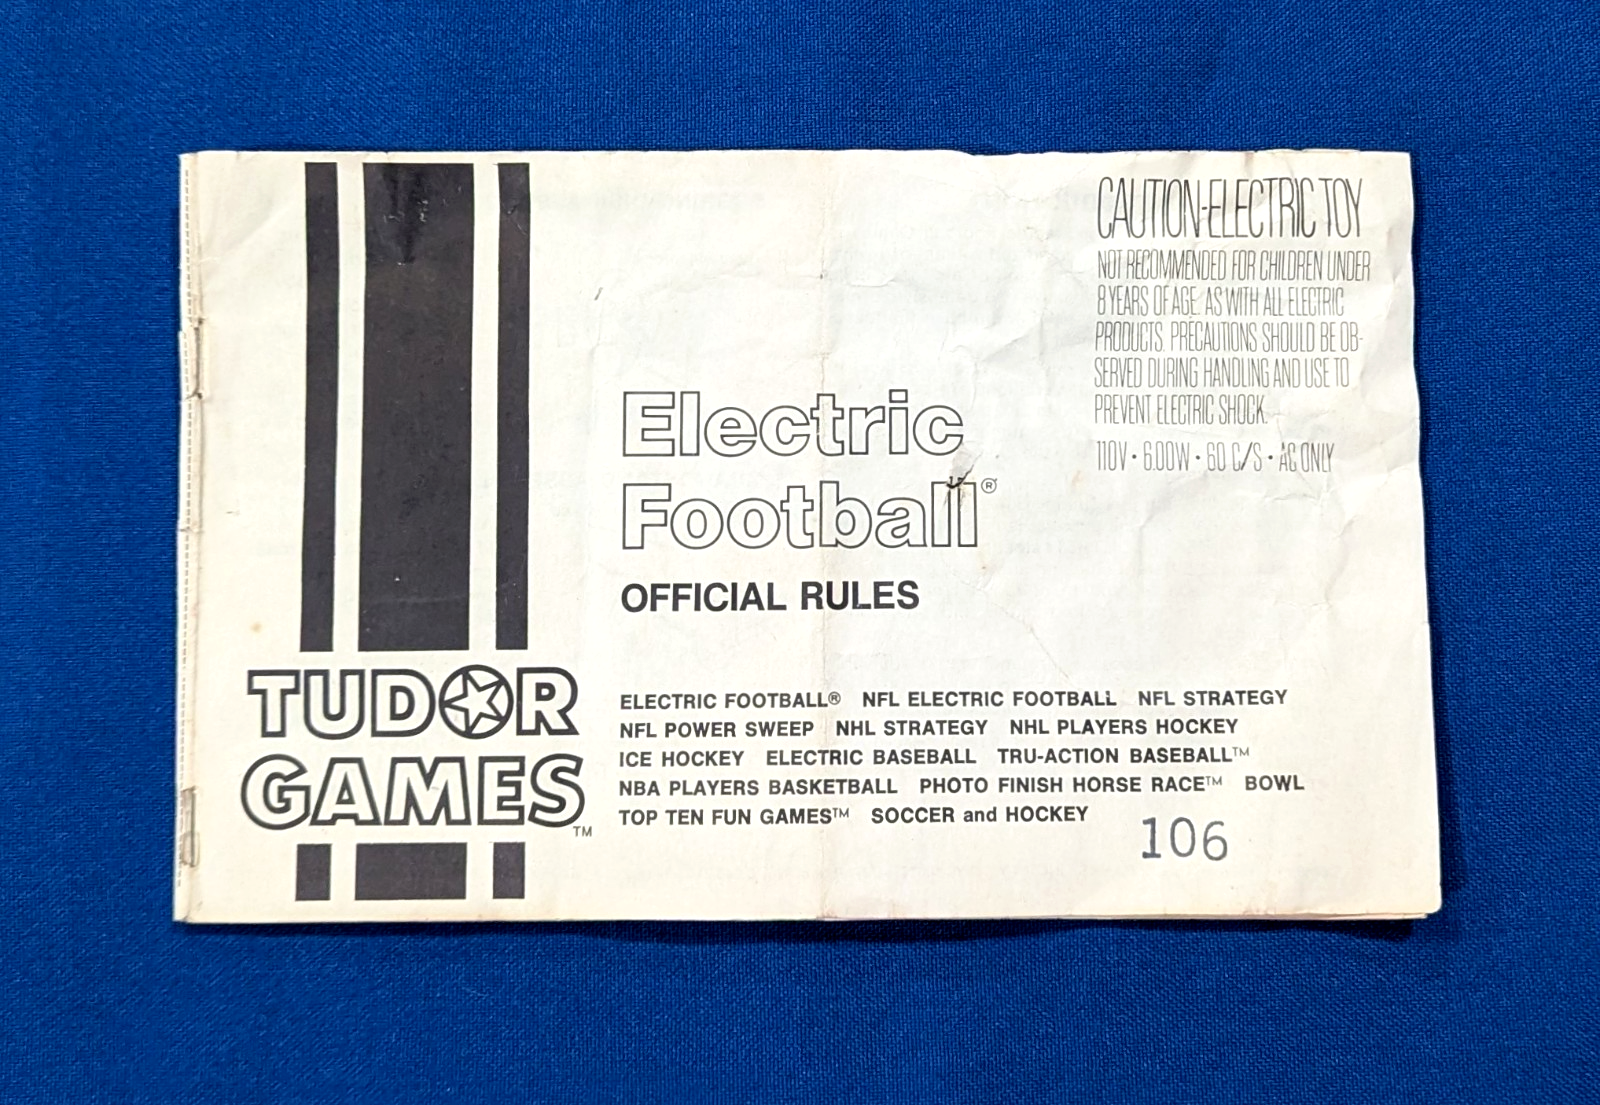 CAUTION-ELECTRIC TOY
NOT RECOMMENDED FOR CHILDREN UNDER
8 YEARS OF AGE. AS WITH ALL ELECTRIC
PRODUCTS, PRECAUTIONS SHOULD BE OB-
SERVED DURING HANDLING AND USE TO
PREVENT ELECTRIC SHOCK.
110V · 6.00W · 60 C/S · AC ONLY
Electric
Football®
OFFICIAL RULES
TUDOR
GAMES™
ELECTRIC FOOTBALL® NFL ELECTRIC FOOTBALL NFL STRATEGY
NFL POWER SWEEP NHL STRATEGY NHL PLAYERS HOCKEY
ICE HOCKEY ELECTRIC BASEBALL TRU-ACTION BASEBALL™
NBA PLAYERS BASKETBALL PHOTO FINISH HORSE RACE™ BOWL
TOP TEN FUN GAMES™ SOCCER and HOCKEY
106